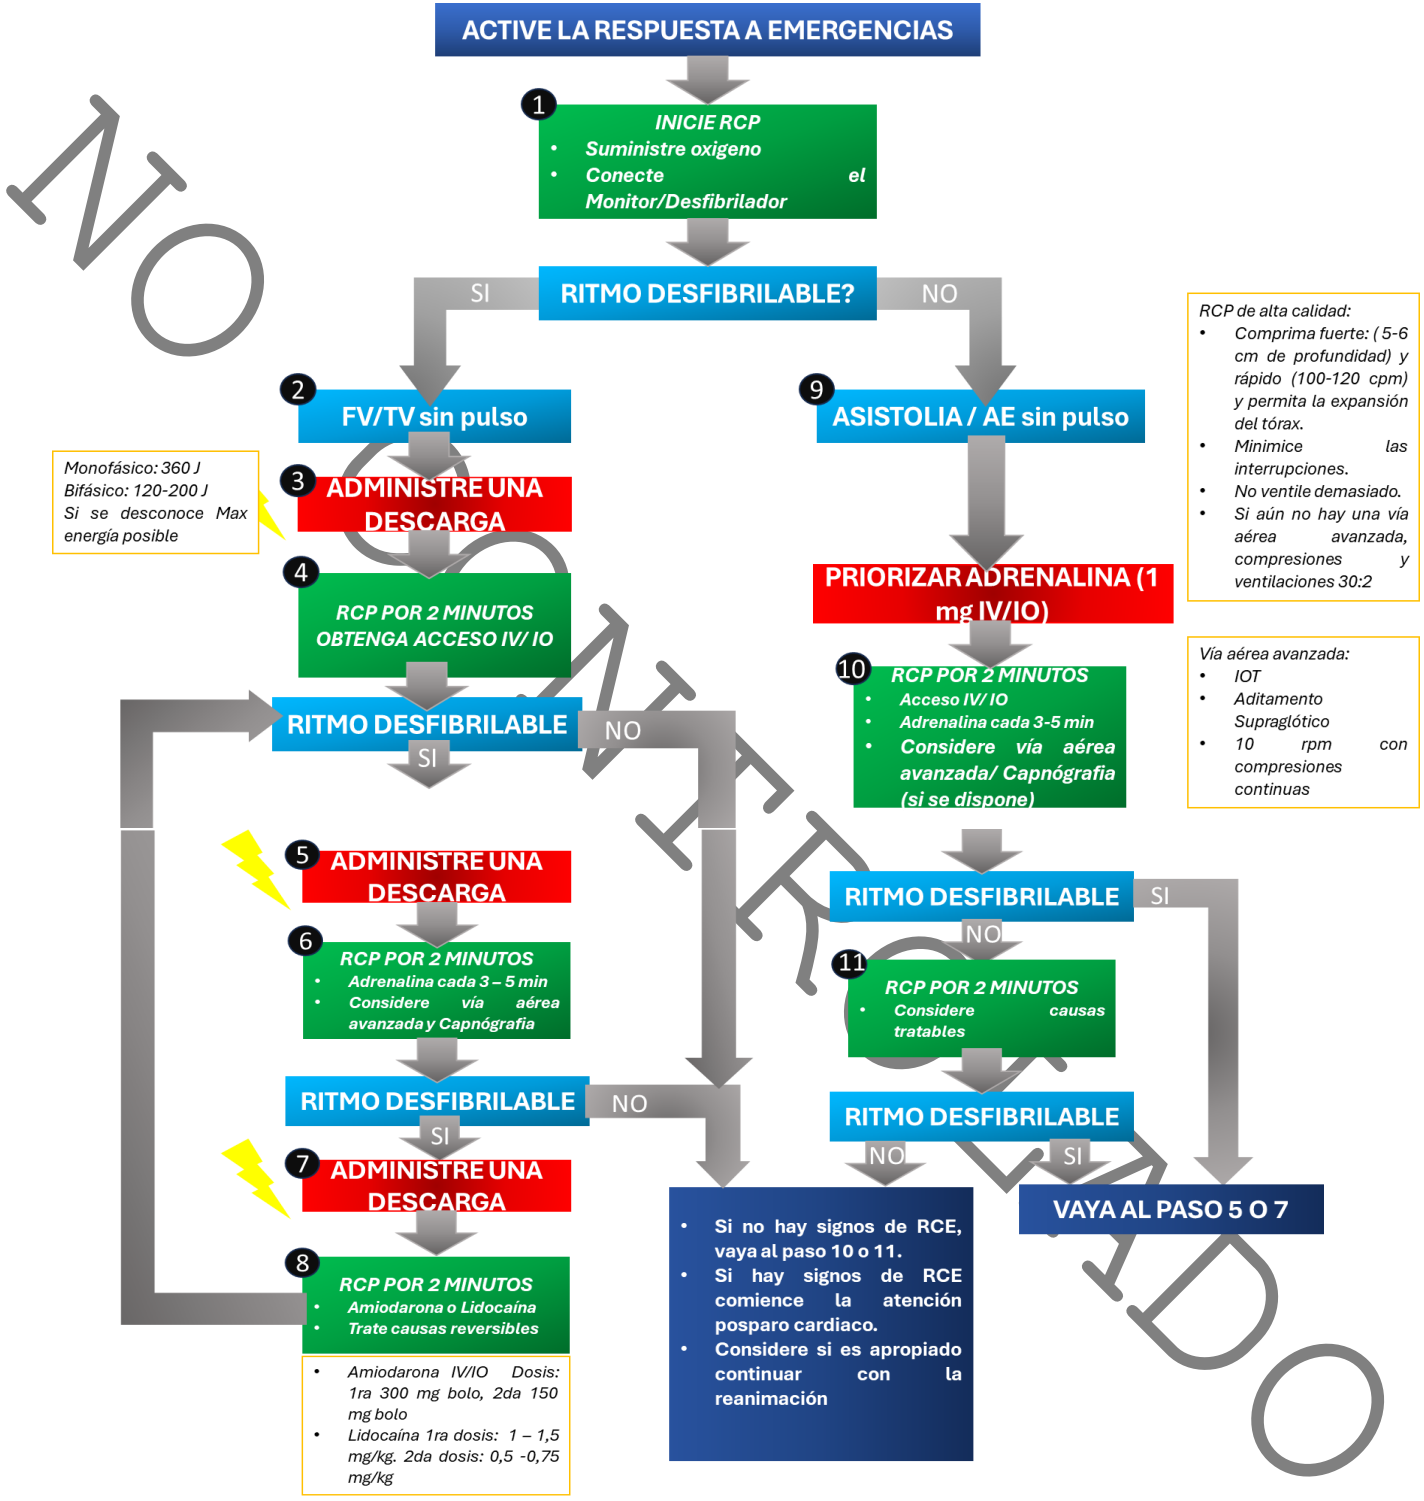 ACTIVE LA RESPUESTA A EMERGENCIAS
1
INICIE RCP
• Suministre oxigeno
• Conecte el
Monitor/Desfibrilador
RITMO DESFIBRILABLE?
SI
NO
2
FV/TV sin pulso
Monofásico: 360 J
Bifásico: 120-200 J
Si se desconoce Max
energía posible
3
ADMINISTRE UNA
DESCARGA
4
RCP POR 2 MINUTOS
OBTENGA ACCESO IV/ IO
RITMO DESFIBRILABLE
NO
SI
5
ADMINISTRE UNA
DESCARGA
6
RCP POR 2 MINUTOS
• Adrenalina cada 3 – 5 min
• Considere vía aérea
avanzada y Capnógrafia
RITMO DESFIBRILABLE
NO
SI
7
ADMINISTRE UNA
DESCARGA
8
RCP POR 2 MINUTOS
• Amiodarona o Lidocaína
• Trate causas reversibles
• Amiodarona IV/IO Dosis:
1ra 300 mg bolo, 2da 150
mg bolo
• Lidocaína 1ra dosis: 1 – 1,5
mg/kg. 2da dosis: 0,5 -0,75
mg/kg
9
ASISTOLIA / AE sin pulso
PRIORIZAR ADRENALINA (1
mg IV/IO)
10
RCP POR 2 MINUTOS
• Acceso IV/ IO
• Adrenalina cada 3-5 min
• Considere vía aérea
avanzada/ Capnógrafia
(si se dispone)
RITMO DESFIBRILABLE
SI
NO
11
RCP POR 2 MINUTOS
• Considere causas
tratables
RITMO DESFIBRILABLE
NO
SI
• Si no hay signos de RCE,
vaya al paso 10 o 11.
• Si hay signos de RCE
comience la atención
posparo cardiaco.
• Considere si es apropiado
continuar con la
reanimación
VAYA AL PASO 5 O 7
RCP de alta calidad:
• Comprima fuerte: ( 5-6
cm de profundidad) y
rápido (100-120 cpm)
y permita la expansión
del tórax.
• Minimice las
interrupciones.
• No ventile demasiado.
• Si aún no hay una vía
aérea avanzada,
compresiones y
ventilaciones 30:2
Vía aérea avanzada:
• IOT
• Aditamento
Supraglótico
• 10 rpm con
compresiones
continuas
NO CONTROLADO